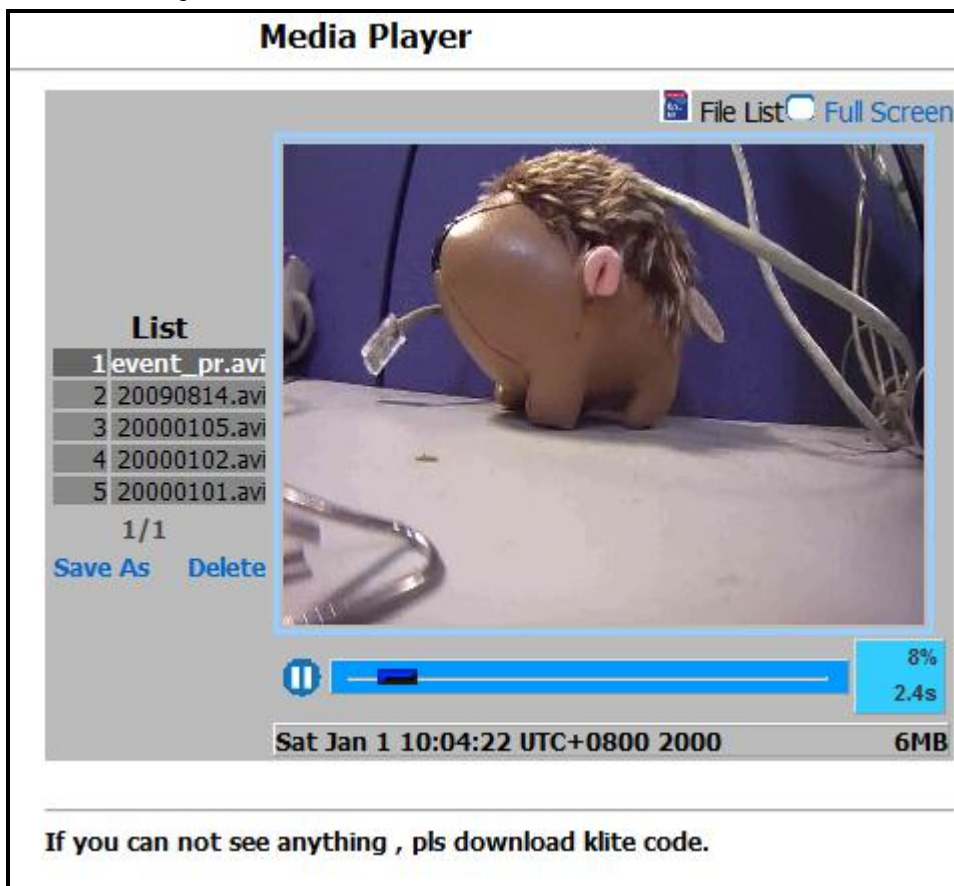 Media Player
File List Full Screen
List
1 event_pr.avi
2 20090814.avi
3 20000105.avi
4 20000102.avi
5 20000101.avi
1/1
Save As Delete
8%
2.4s
Sat Jan 1 10:04:22 UTC+0800 2000 6MB
If you can not see anything , pls download klite code.